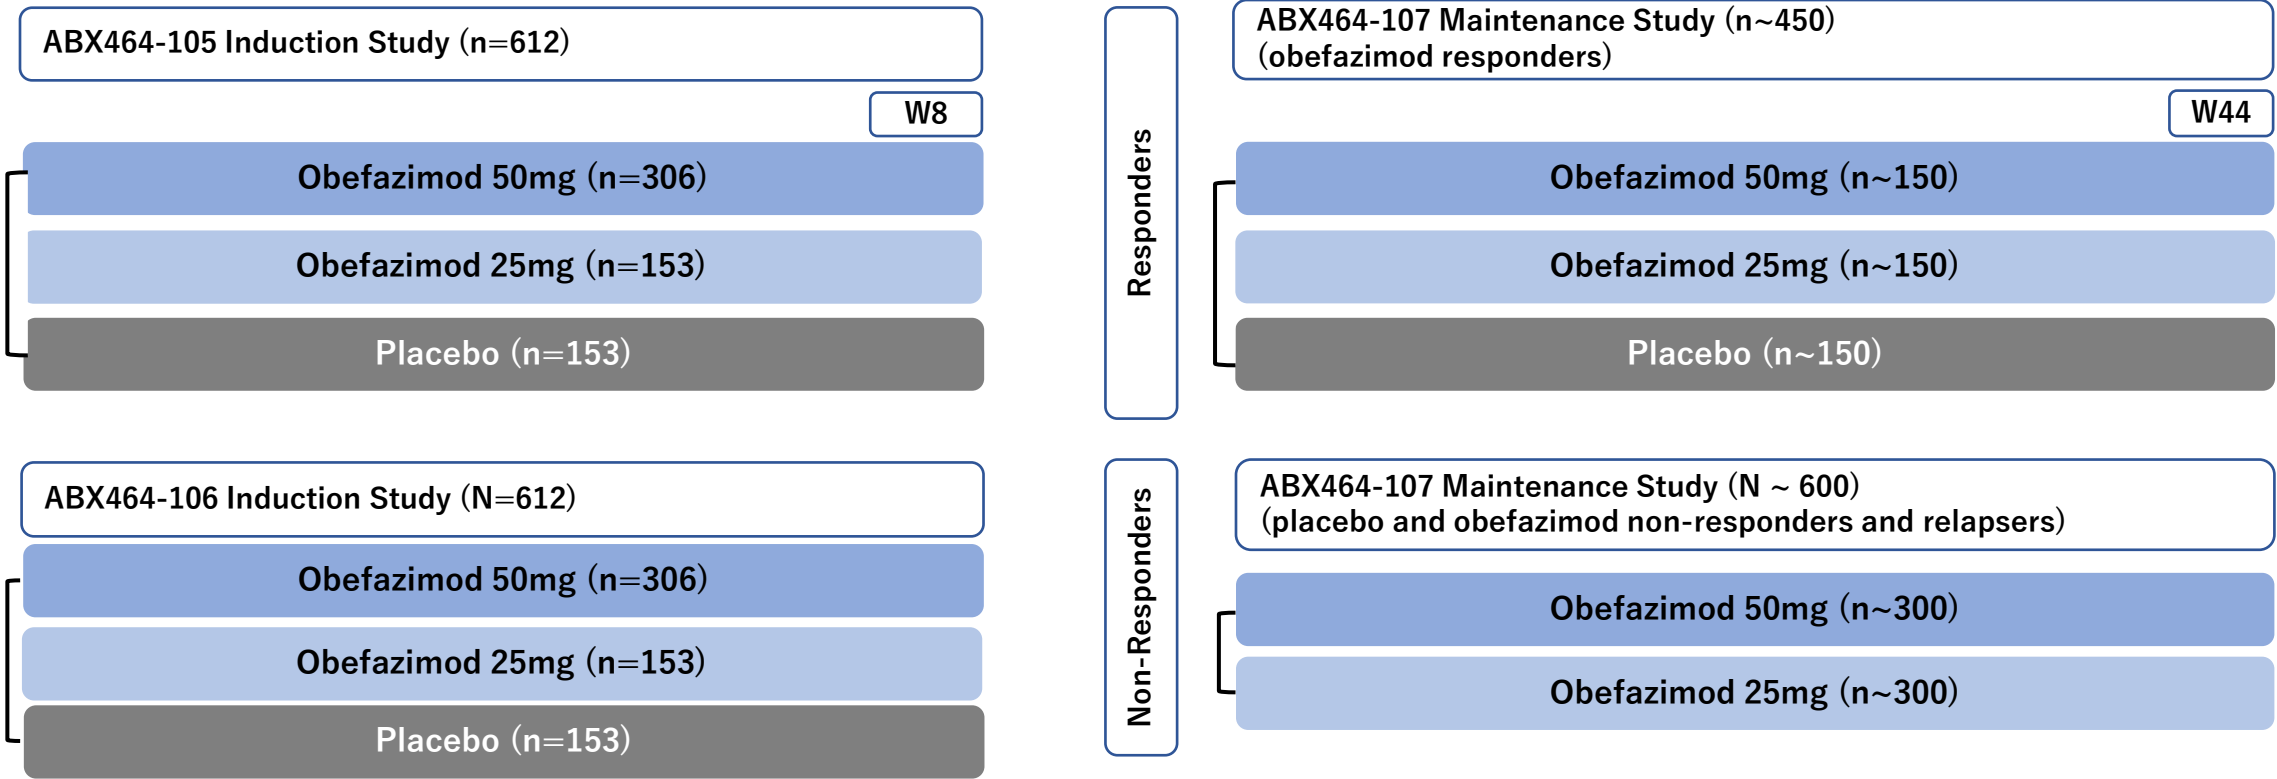 ABX464-105 Induction Study (n=612)
W8
Obefazimod 50mg (n=306)
Obefazimod 25mg (n=153)
Placebo (n=153)
ABX464-106 Induction Study (N=612)
Obefazimod 50mg (n=306)
Obefazimod 25mg (n=153)
Placebo (n=153)
Responders
Non-Responders
ABX464-107 Maintenance Study (n~450)
(obefazimod responders)
W44
Obefazimod 50mg (n~150)
Obefazimod 25mg (n~150)
Placebo (n~150)
ABX464-107 Maintenance Study (N ~ 600)
(placebo and obefazimod non-responders and relapsers)
Obefazimod 50mg (n~300)
Obefazimod 25mg (n~300)